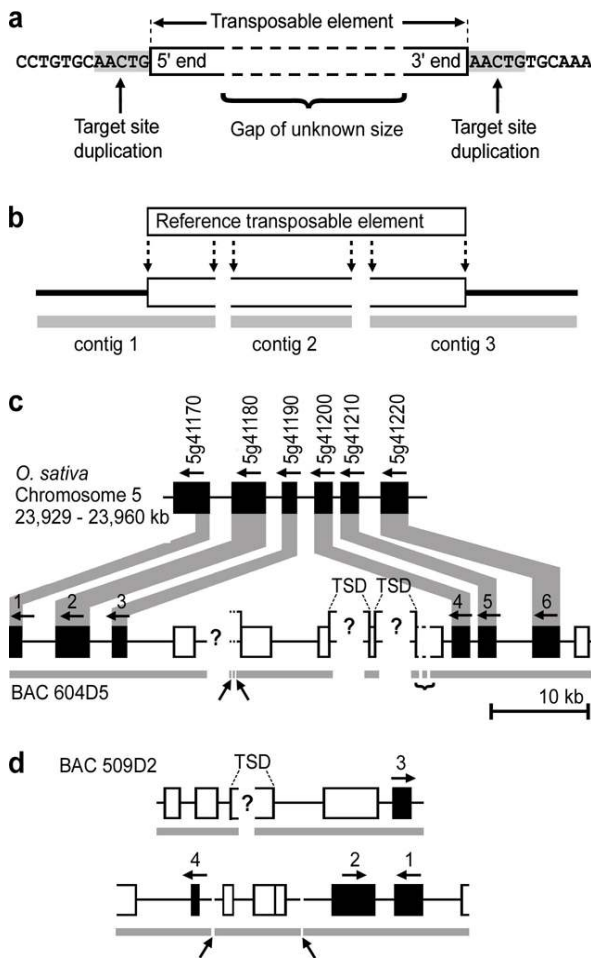 a
Transposable element
CCTGTGCAACTG 5' end 3' end AACTGTGCAAA
Target site
duplication
Gap of unknown size
Target site
duplication
b
Reference transposable element
contig 1 contig 2 contig 3
c
5g41170 5g41180 5g41190 5g41200 5g41210 5g41220
O. sativa
Chromosome 5
23,929 - 23,960 kb
TSD TSD
1 2 3 4 5 6
? ? ?
BAC 604D5
10 kb
d
BAC 509D2
TSD
3
?
4 2 1